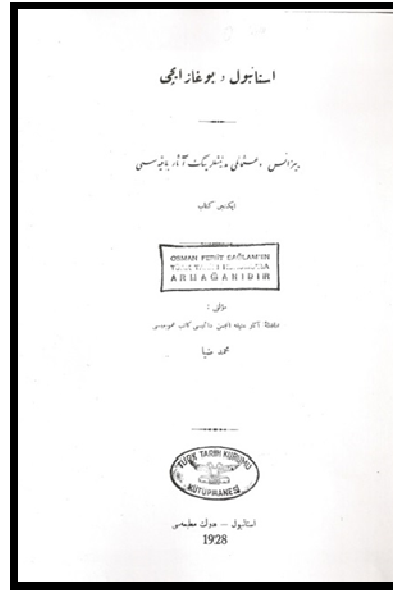 استانبول و بوغازایچی
بیزانس و عثمانلی مدنیتلرینك آثار باقیه‌سی
ایکنجی کتاب
OSMAN FERİT SAĞLAM'IN
ARMAĞANIDIR
مؤلفی :
محمد ضیا
TÜRK TARİH KURUMU
KÜTÜPHANESİ
استانبول — دولت مطبعه‌سی
1928